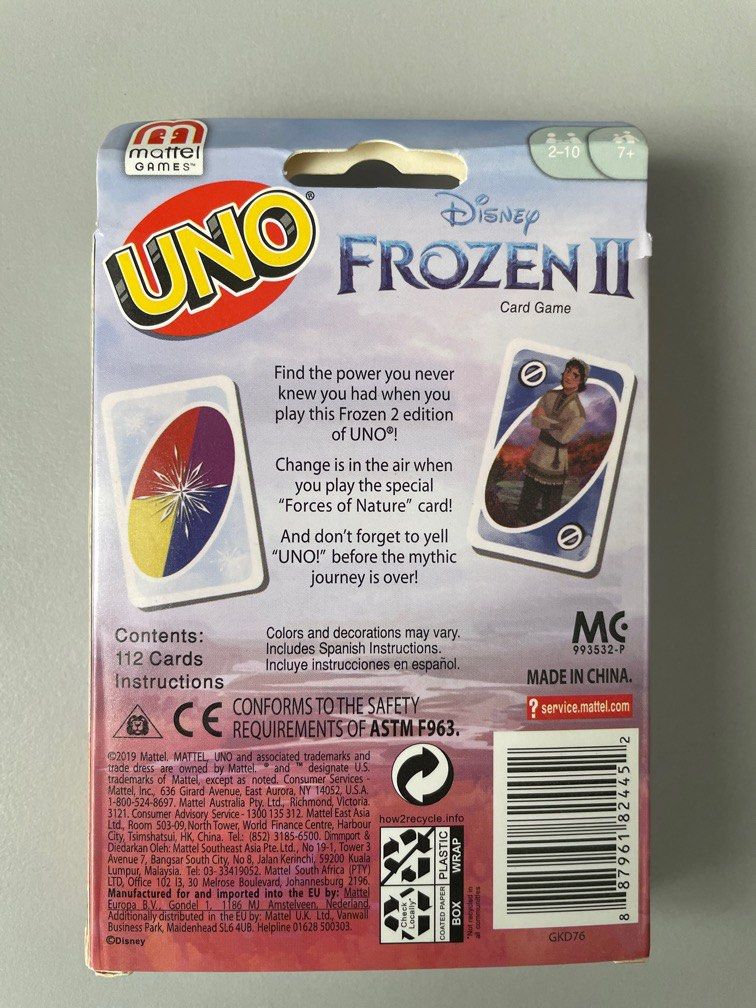 mattel
GAMES™
2-10
7+
UNO®
Disney
FROZEN II
Card Game
Find the power you never
knew you had when you
play this Frozen 2 edition
of UNO®!
Change is in the air when
you play the special
“Forces of Nature” card!
And don’t forget to yell
“UNO!” before the mythic
journey is over!
Contents:
112 Cards
Instructions
Colors and decorations may vary.
Includes Spanish Instructions.
Incluye instrucciones en español.
MC
993532-P
MADE IN CHINA.
? service.mattel.com
CE
CONFORMS TO THE SAFETY
REQUIREMENTS OF ASTM F963.
©2019 Mattel. MATTEL, UNO and associated trademarks and
trade dress are owned by Mattel. ® and ™ designate U.S.
trademarks of Mattel, except as noted. Consumer Services -
Mattel, Inc., 636 Girard Avenue, East Aurora, NY 14052, U.S.A.
1-800-524-8697. Mattel Australia Pty. Ltd., Richmond, Victoria.
3121. Consumer Advisory Service - 1300 135 312. Mattel East Asia
Ltd., Room 503-09, North Tower, World Finance Centre, Harbour
City, Tsimshatsui, HK, China. Tel.: (852) 3185-6500. Diimport &
Diedarkan Oleh: Mattel Southeast Asia Pte. Ltd., No 19-1, Tower 3
Avenue 7, Bangsar South City, No 8, Jalan Kerinchi, 59200 Kuala
Lumpur, Malaysia. Tel: 03-33419052. Mattel South Africa (PTY)
LTD, Office 102 I3, 30 Melrose Boulevard, Johannesburg 2196.
Manufactured for and imported into the EU by: Mattel
Europa B.V., Gondel 1, 1186 MJ Amstelveen, Nederland.
Additionally distributed in the EU by: Mattel U.K. Ltd., Vanwall
Business Park, Maidenhead SL6 4UB. Helpline 01628 500303.
©Disney
how2recycle.info
Check
Locally*
COATED PAPER
BOX
PLASTIC
WRAP
*Not recycled in
all communities
8 87961 82445 2
GKD76